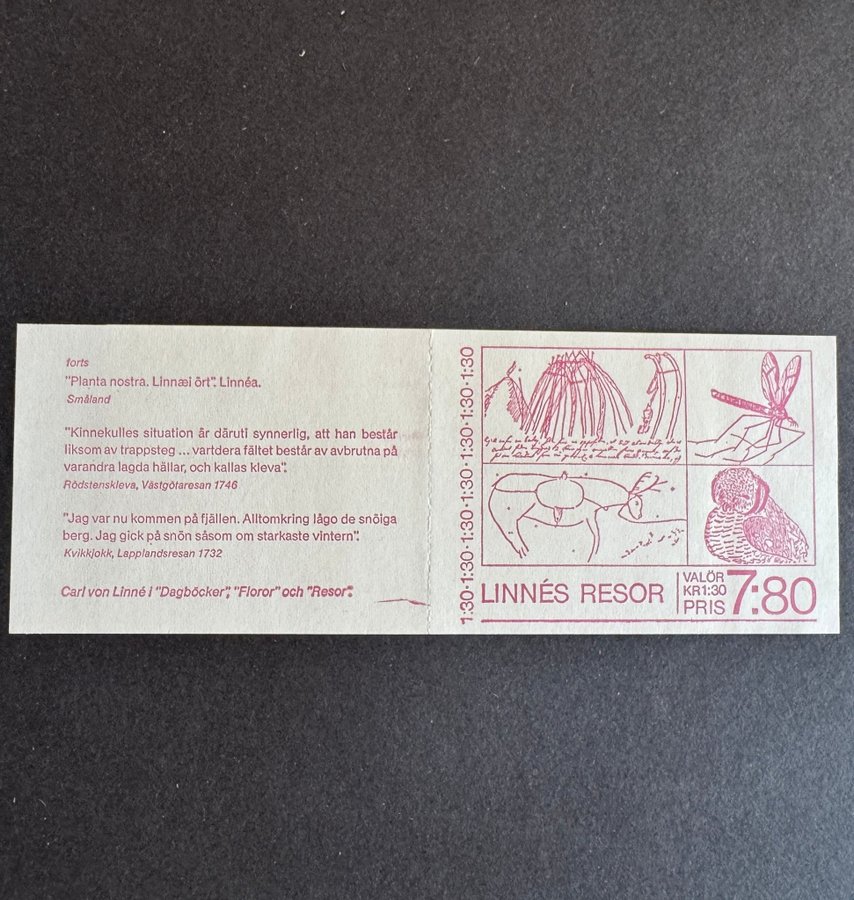 forts
"Planta nostra. Linnæi ört". Linnéa.
Småland
"Kinnekulles situation är däruti synnerlig, att han består
liksom av trappsteg ... vartdera fältet består av avbrutna på
varandra lagda hällar, och kallas kleva".
Rödstenskleva, Västgötaresan 1746
"Jag var nu kommen på fjällen. Alltomkring lågo de snöiga
berg. Jag gick på snön såsom om starkaste vintern".
Kvikkjokk, Lapplandsresan 1732
Carl von Linné i "Dagböcker", "Floror" och "Resor".
1:30·1:30·1:30·1:30·1:30·1:30
LINNÉS RESOR
VALÖR
KR 1:30
PRIS 7:80